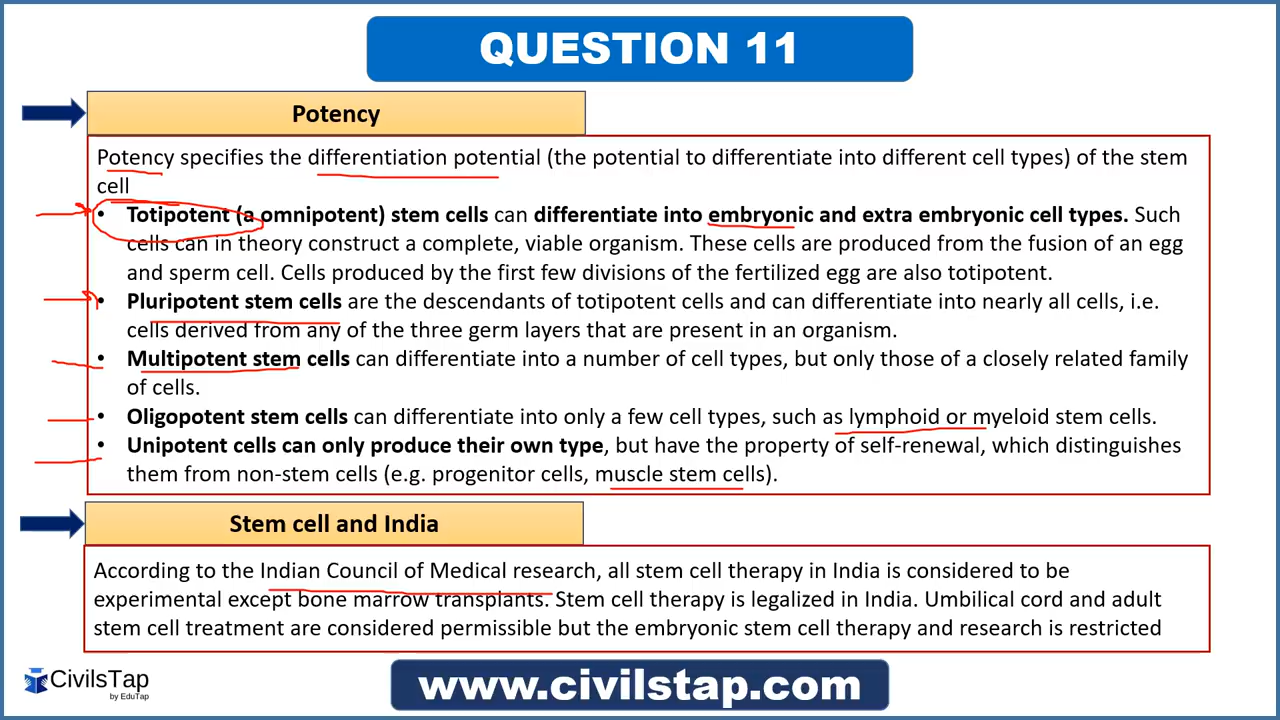 QUESTION 11
Potency
Potency specifies the differentiation potential (the potential to differentiate into different cell types) of the stem
cell
• Totipotent (a omnipotent) stem cells can differentiate into embryonic and extra embryonic cell types. Such
cells can in theory construct a complete, viable organism. These cells are produced from the fusion of an egg
and sperm cell. Cells produced by the first few divisions of the fertilized egg are also totipotent.
• Pluripotent stem cells are the descendants of totipotent cells and can differentiate into nearly all cells, i.e.
cells derived from any of the three germ layers that are present in an organism.
• Multipotent stem cells can differentiate into a number of cell types, but only those of a closely related family
of cells.
• Oligopotent stem cells can differentiate into only a few cell types, such as lymphoid or myeloid stem cells.
• Unipotent cells can only produce their own type, but have the property of self-renewal, which distinguishes
them from non-stem cells (e.g. progenitor cells, muscle stem cells).
Stem cell and India
According to the Indian Council of Medical research, all stem cell therapy in India is considered to be
experimental except bone marrow transplants. Stem cell therapy is legalized in India. Umbilical cord and adult
stem cell treatment are considered permissible but the embryonic stem cell therapy and research is restricted
CivilsTap
by EduTap
www.civilstap.com